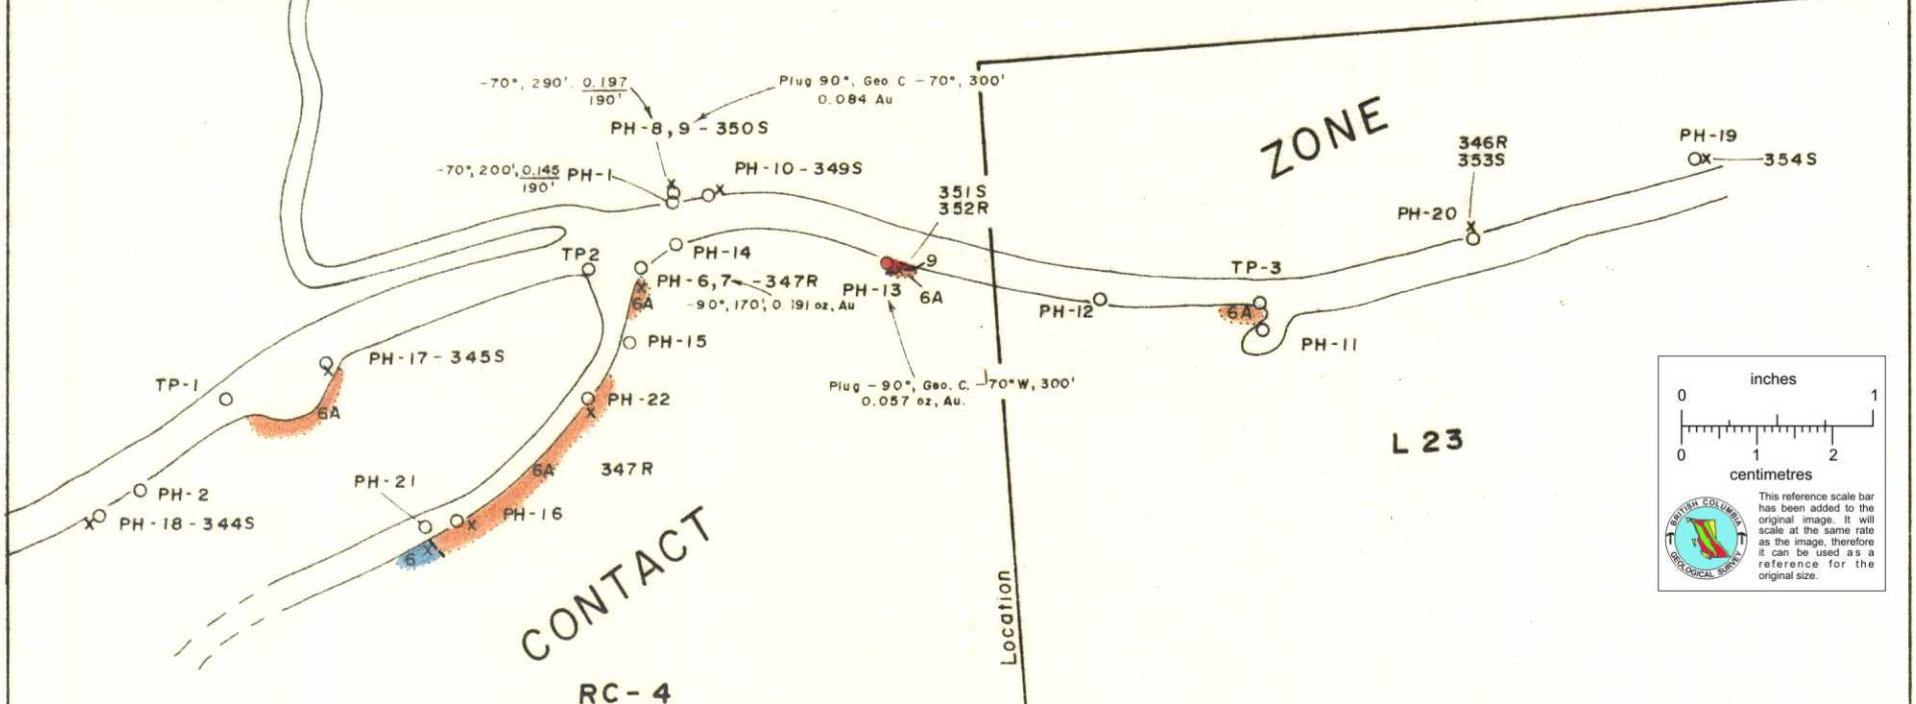 -70°, 290', 0.197
190'
Plug 90°, Geo C -70°, 300'
0.084 Au
PH-8,9 - 350S
-70°, 200', 0.145
190'
PH-1
PH-10-349S
351S
352R
ZONE
346R
353S
PH-19
354S
PH-20
TP2
PH-14
9
TP-3
PH-6,7 -347R
PH-13
6A
6A
-90°, 170', 0.191 oz, Au
PH-12
6A
PH-11
PH-15
PH-17-345S
TP-1
Plug -90°, Geo. C. -70°W, 300'
0.057 oz, Au.
6A
PH-22
L 23
6A
347R
PH-21
PH-2
PH-18-344S
PH-16
6
CONTACT
Location
RC-4
inches
0 1
0 1 2
centimetres
BRITISH COLUMBIA
GEOLOGICAL SURVEY
This reference scale bar
has been added to the
original image. It will
scale at the same rate
as the image, therefore
it can be used as a
reference for the
original size.